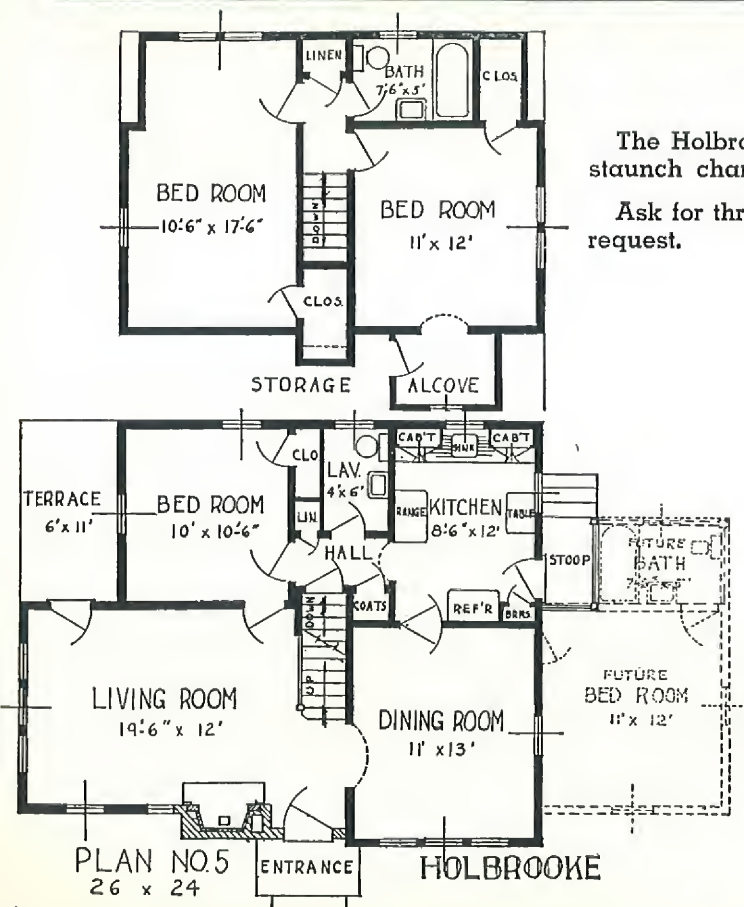 LINEN
BATH
7'-6" x 5'
CLOS.
The Holbro
staunch char
Ask for thr
request.
BED ROOM
10'-6" x 17'-6"
DOWN
BED ROOM
11' x 12'
CLOS.
STORAGE
ALCOVE
CAB'T
SINK
CAB'T
CLO
LAV.
4' x 6'
TERRACE
6' x 11'
BED ROOM
10' x 10'-6"
LIN.
RANGE
KITCHEN
8'-6" x 12'
TABLE
HALL
STOOP
FUTURE
BATH
COATS
REF'R
BRMS.
DOWN
UP
LIVING ROOM
19'-6" x 12'
DINING ROOM
11' x 13'
FUTURE
BED ROOM
11' x 12'
PLAN NO. 5
26 x 24
ENTRANCE
HOLBROOKE